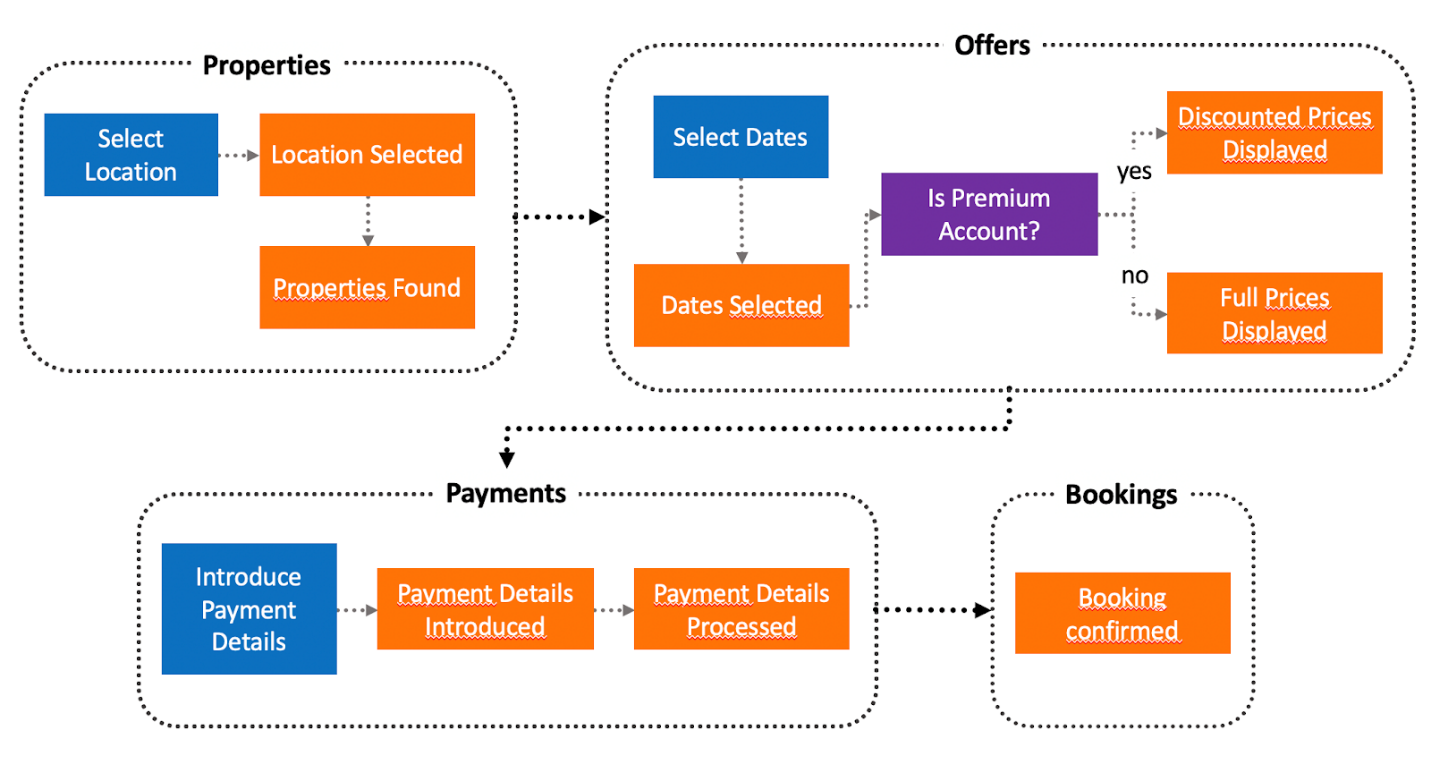 Properties
Select
Location
Location Selected
Properties Found
Offers
Select Dates
Dates Selected
Is Premium
Account?
yes
no
Discounted Prices
Displayed
Full Prices
Displayed
Payments
Introduce
Payment
Details
Payment Details
Introduced
Payment Details
Processed
Bookings
Booking
confirmed